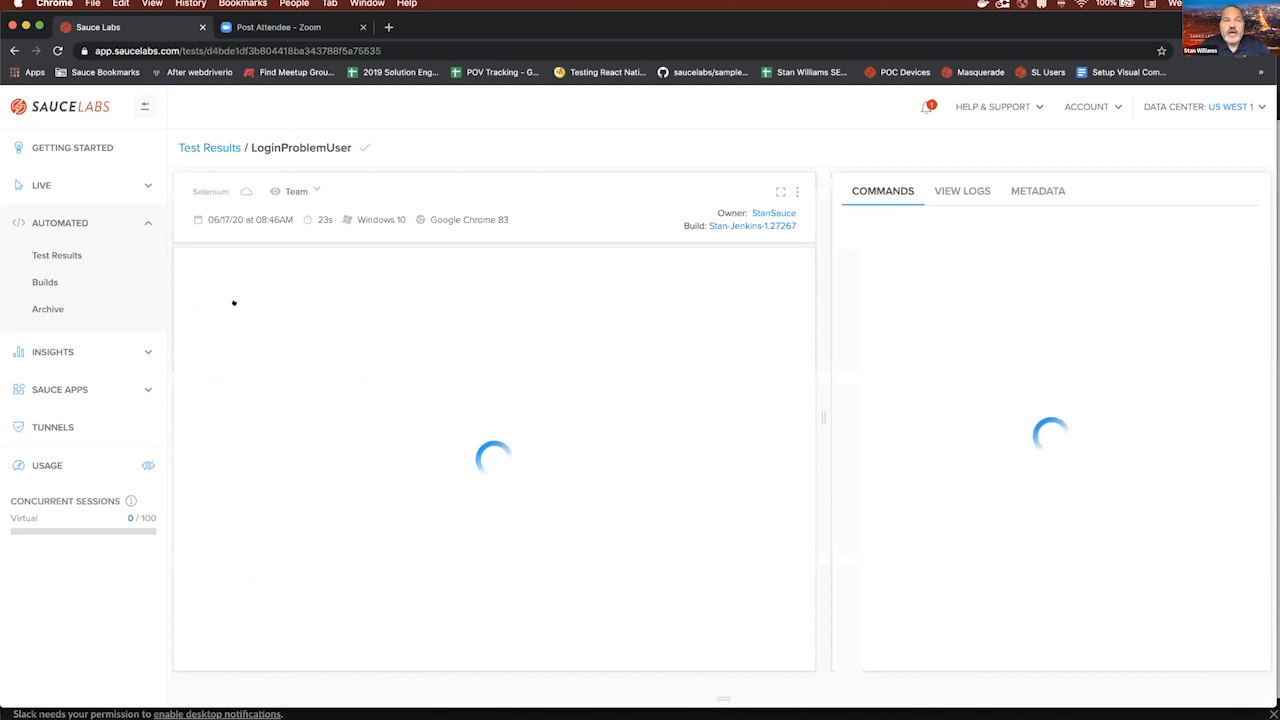 Chrome File Edit View History Bookmarks People Tab Window Help
100%
We
Sauce Labs
Post Attendee - Zoom
app.saucelabs.com/tests/d4bde1df3b804418ba343788f5a75535
Apps
Sauce Bookmarks
After webdriverio
Find Meetup Grou...
2019 Solution Eng...
POV Tracking - G...
Testing React Nati...
saucelabs/sample...
Stan Williams SE...
POC Devices
Masquerade
SL Users
Setup Visual Com...
»
Stan Williams
SAUCELABS
1
HELP & SUPPORT
ACCOUNT
DATA CENTER: US WEST 1
GETTING STARTED
LIVE
AUTOMATED
Test Results
Builds
Archive
INSIGHTS
SAUCE APPS
TUNNELS
USAGE
CONCURRENT SESSIONS
Virtual 0 / 100
Test Results / LoginProblemUser
Selenium
Team
06/17/20 at 08:46AM
23s
Windows 10
Google Chrome 83
Owner: StanSauce
Build: Stan-Jenkins-1.27267
COMMANDS
VIEW LOGS
METADATA
Slack needs your permission to enable desktop notifications.